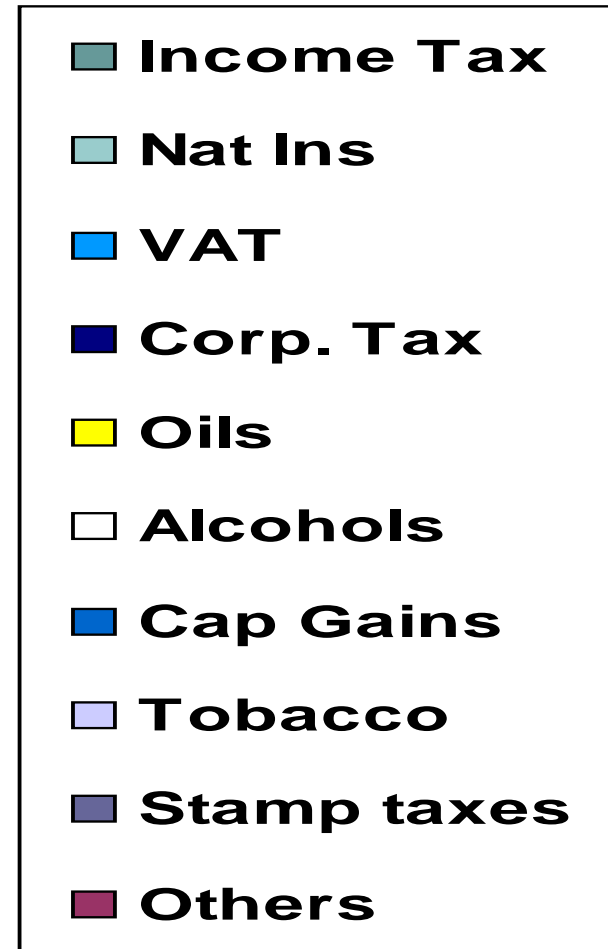 Income Tax
Nat Ins
VAT
Corp. Tax
Oils
Alcohols
Cap Gains
Tobacco
Stamp taxes
Others